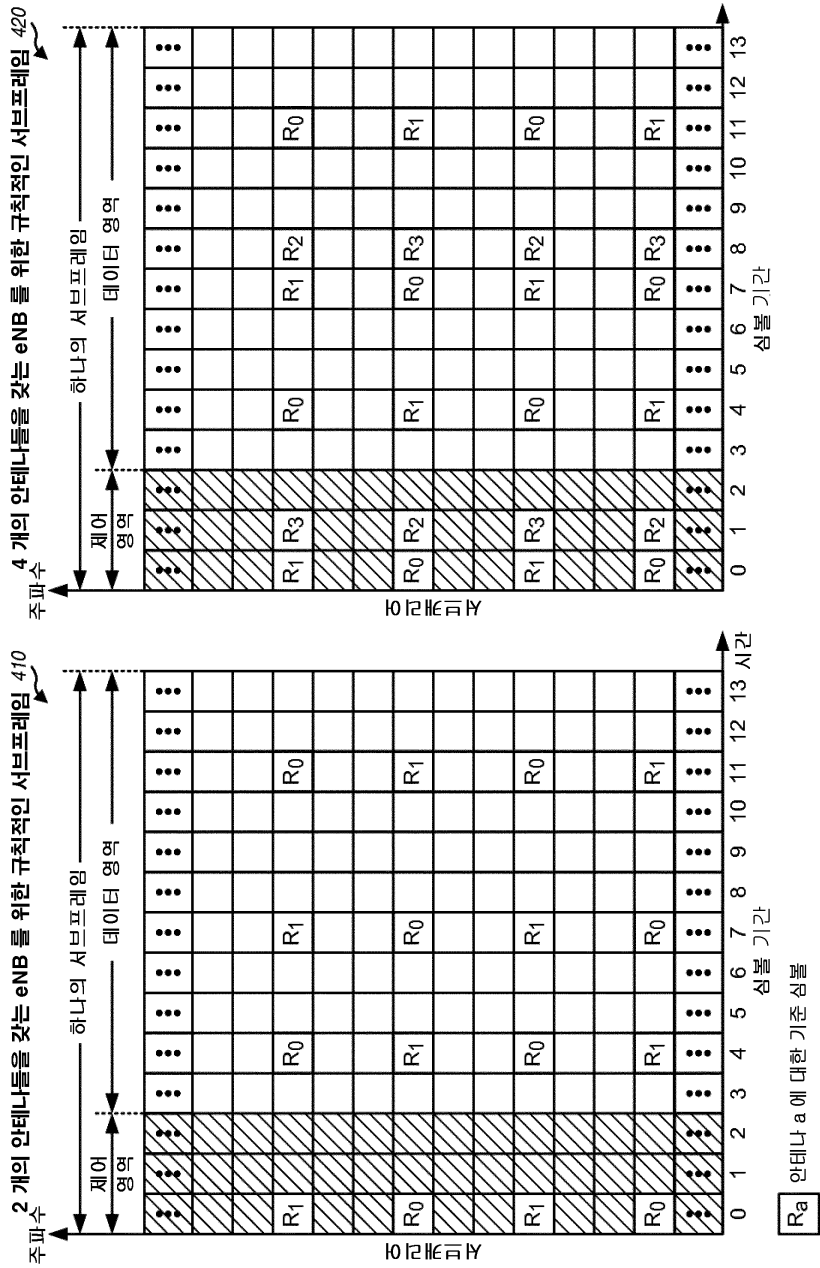 2 개의 안테나들을 갖는 eNB 를 위한 규칙적인 서브프레임 410
주파수
하나의 서브프레임
제어
영역
데이터 영역
서브캐리어
••• ••• ••• ••• ••• ••• ••• ••• ••• ••• ••• ••• ••• •••
R1 R0 R1 R0
R0 R1 R0 R1
R1 R0 R1 R0
R0 R1 R0 R1
••• ••• ••• ••• ••• ••• ••• ••• ••• ••• ••• ••• ••• •••
0 1 2 3 4 5 6 7 8 9 10 11 12 13
시간
심볼 기간
4 개의 안테나들을 갖는 eNB 를 위한 규칙적인 서브프레임 420
주파수
하나의 서브프레임
제어
영역
데이터 영역
서브캐리어
••• ••• ••• ••• ••• ••• ••• ••• ••• ••• ••• ••• ••• •••
R1 R3 R0 R1 R2 R0
R0 R2 R1 R0 R3 R1
R1 R3 R0 R1 R2 R0
R0 R2 R1 R0 R3 R1
••• ••• ••• ••• ••• ••• ••• ••• ••• ••• ••• ••• ••• •••
0 1 2 3 4 5 6 7 8 9 10 11 12 13
심볼 기간
Ra 안테나 a 에 대한 기준 심볼